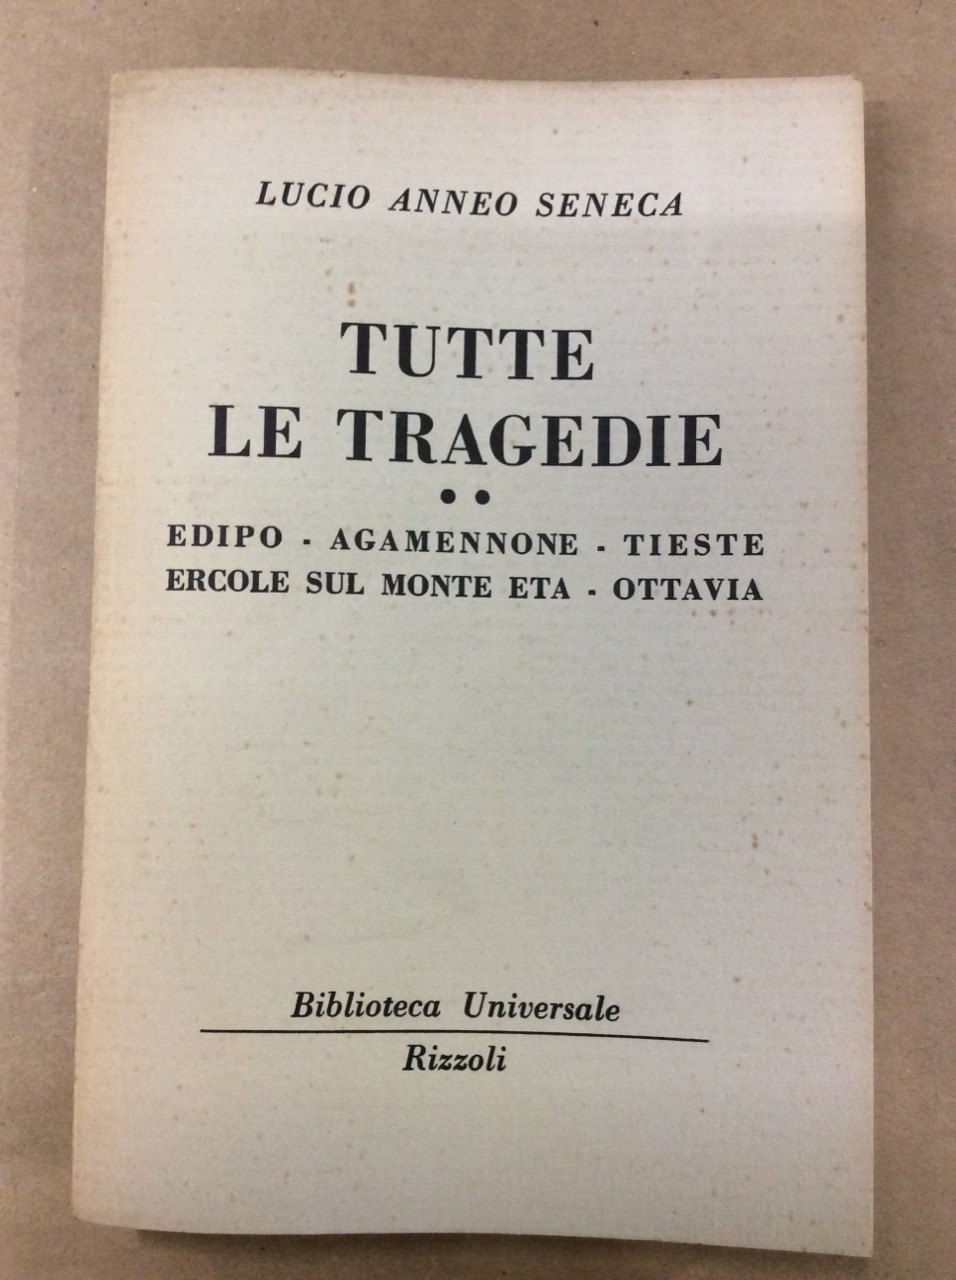 LUCIO ANNEO SENECA
TUTTE
LE TRAGEDIE
• •
EDIPO - AGAMENNONE - TIESTE
ERCOLE SUL MONTE ETA - OTTAVIA
Biblioteca Universale
Rizzoli